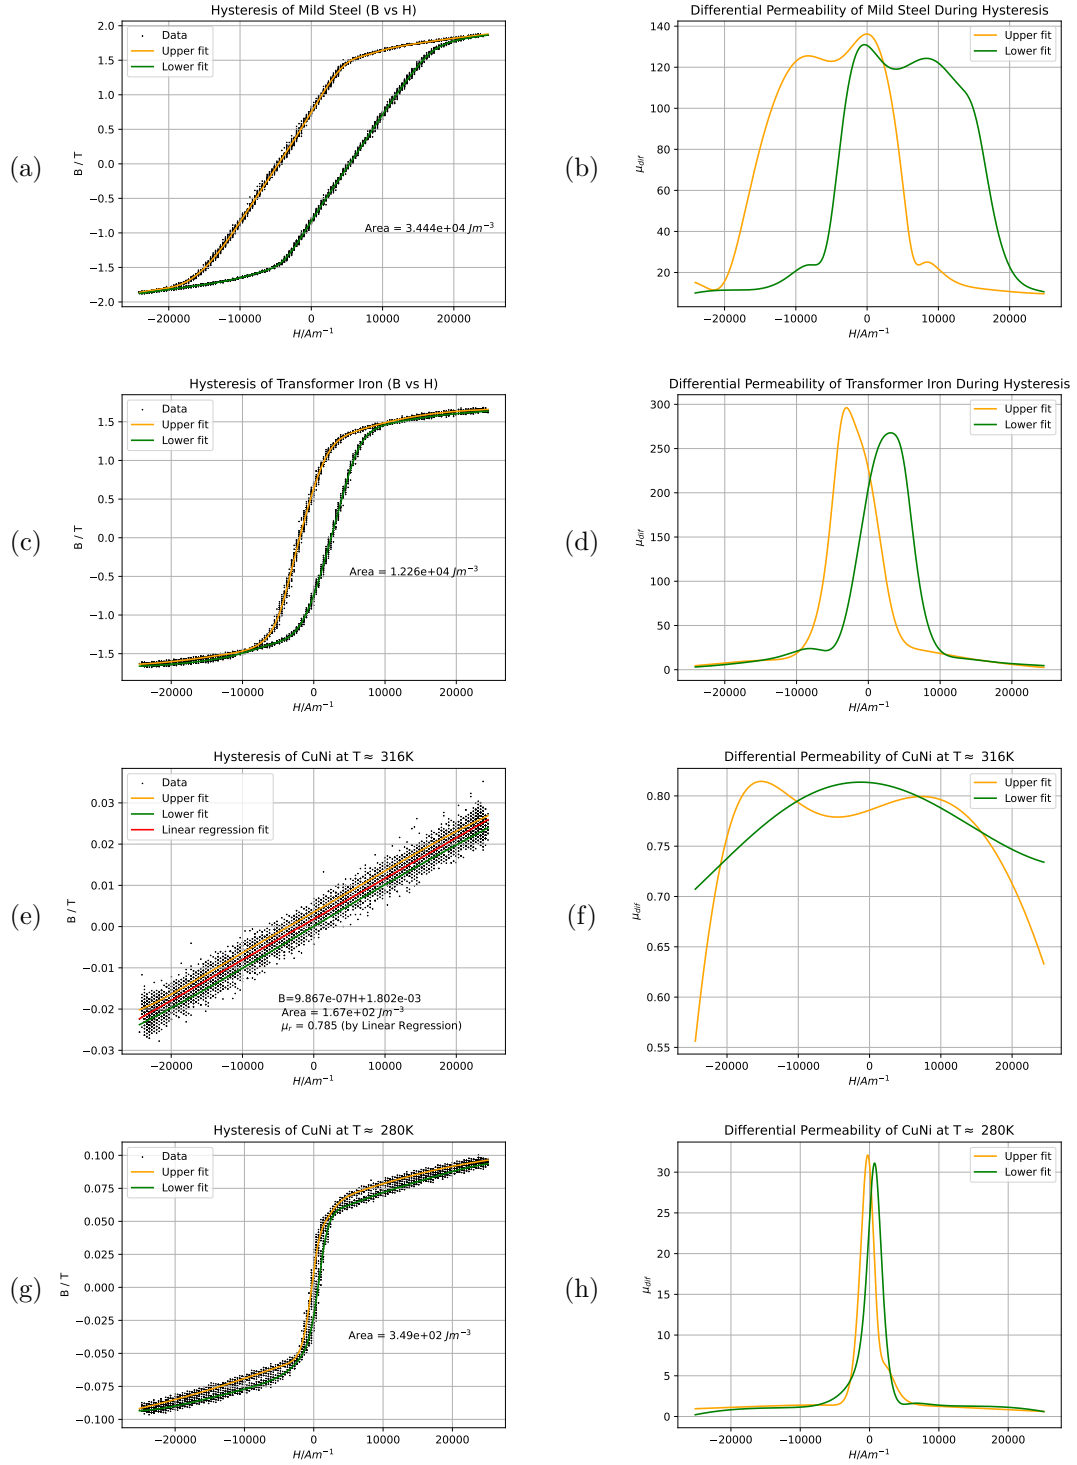 (a)
Hysteresis of Mild Steel (B vs H)
Data
Upper fit
Lower fit
2.0
1.5
1.0
0.5
0.0
−0.5
−1.0
−1.5
−2.0
B / T
Area = 3.444e+04 Jm⁻³
−20000 −10000 0 10000 20000
H/Am⁻¹
(b)
Differential Permeability of Mild Steel During Hysteresis
Upper fit
Lower fit
140
120
100
80
60
40
20
μ_dif
−20000 −10000 0 10000 20000
H/Am⁻¹
(c)
Hysteresis of Transformer Iron (B vs H)
Data
Upper fit
Lower fit
1.5
1.0
0.5
0.0
−0.5
−1.0
−1.5
B / T
Area = 1.226e+04 Jm⁻³
−20000 −10000 0 10000 20000
H/Am⁻¹
(d)
Differential Permeability of Transformer Iron During Hysteresis
Upper fit
Lower fit
300
250
200
150
100
50
0
μ_dif
−20000 −10000 0 10000 20000
H/Am⁻¹
(e)
Hysteresis of CuNi at T≈ 316K
Data
Upper fit
Lower fit
Linear regression fit
0.03
0.02
0.01
0.00
−0.01
−0.02
−0.03
B / T
B=9.867e-07H+1.802e-03
Area = 1.67e+02 Jm⁻³
μ_r = 0.785 (by Linear Regression)
−20000 −10000 0 10000 20000
H/Am⁻¹
(f)
Differential Permeability of CuNi at T≈ 316K
Upper fit
Lower fit
0.80
0.75
0.70
0.65
0.60
0.55
μ_dif
−20000 −10000 0 10000 20000
H/Am⁻¹
(g)
Hysteresis of CuNi at T≈ 280K
Data
Upper fit
Lower fit
0.100
0.075
0.050
0.025
0.000
−0.025
−0.050
−0.075
−0.100
B / T
Area = 3.49e+02 Jm⁻³
−20000 −10000 0 10000 20000
H/Am⁻¹
(h)
Differential Permeability of CuNi at T≈ 280K
Upper fit
Lower fit
30
25
20
15
10
5
0
μ_dif
−20000 −10000 0 10000 20000
H/Am⁻¹